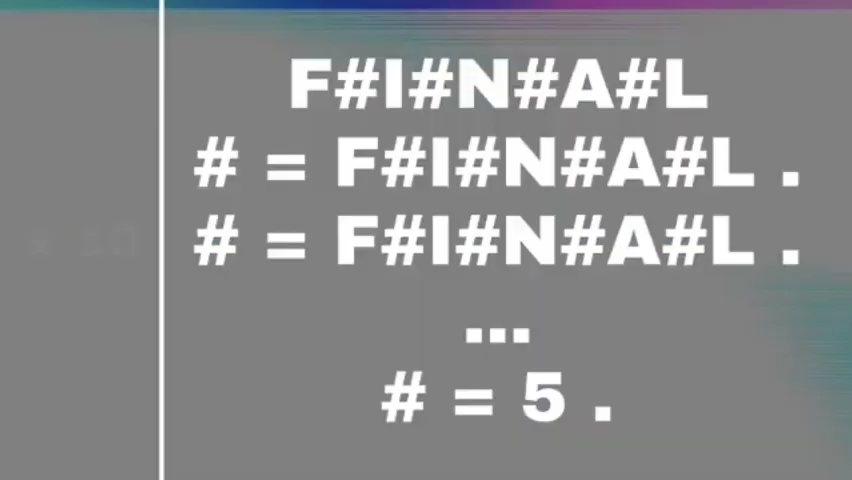 F#I#N#A#L
# = F#I#N#A#L .
# = F#I#N#A#L .
...
# = 5 .